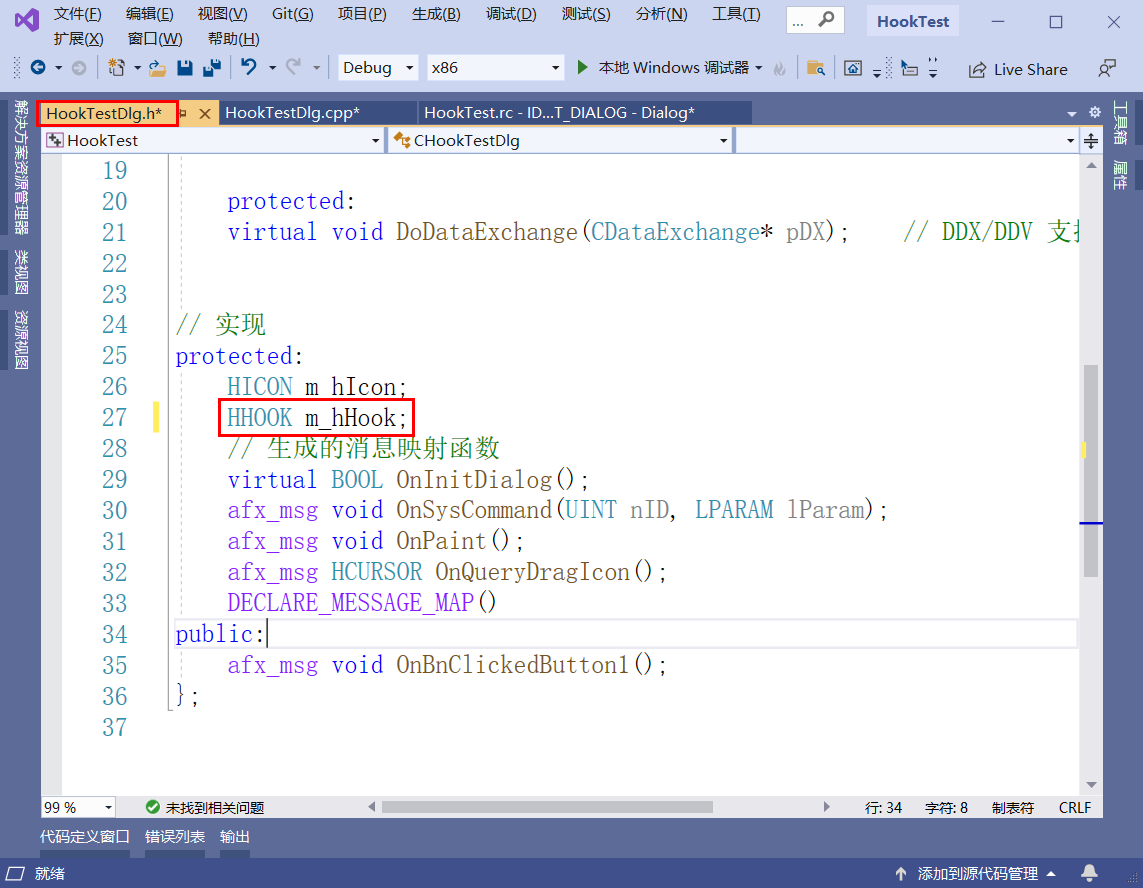 文件(F) 编辑(E) 视图(V) Git(G) 项目(P) 生成(B) 调试(D) 测试(S) 分析(N) 工具(T) ... HookTest
扩展(X) 窗口(W) 帮助(H)
Debug x86 本地 Windows 调试器 Live Share
HookTestDlg.h* HookTestDlg.cpp* HookTest.rc - ID...T_DIALOG - Dialog*
HookTest CHookTestDlg
解决方案资源管理器
类视图
资源视图
工具箱
属性
19
20 protected:
21 virtual void DoDataExchange(CDataExchange* pDX); // DDX/DDV 支
22
23
24 // 实现
25 protected:
26 HICON m_hIcon;
27 HHOOK m_hHook;
28 // 生成的消息映射函数
29 virtual BOOL OnInitDialog();
30 afx_msg void OnSysCommand(UINT nID, LPARAM lParam);
31 afx_msg void OnPaint();
32 afx_msg HCURSOR OnQueryDragIcon();
33 DECLARE_MESSAGE_MAP()
34 public:
35 afx_msg void OnBnClickedButton1();
36 };
37
99 % 未找到相关问题 行: 34 字符: 8 制表符 CRLF
代码定义窗口 错误列表 输出
就绪 添加到源代码管理